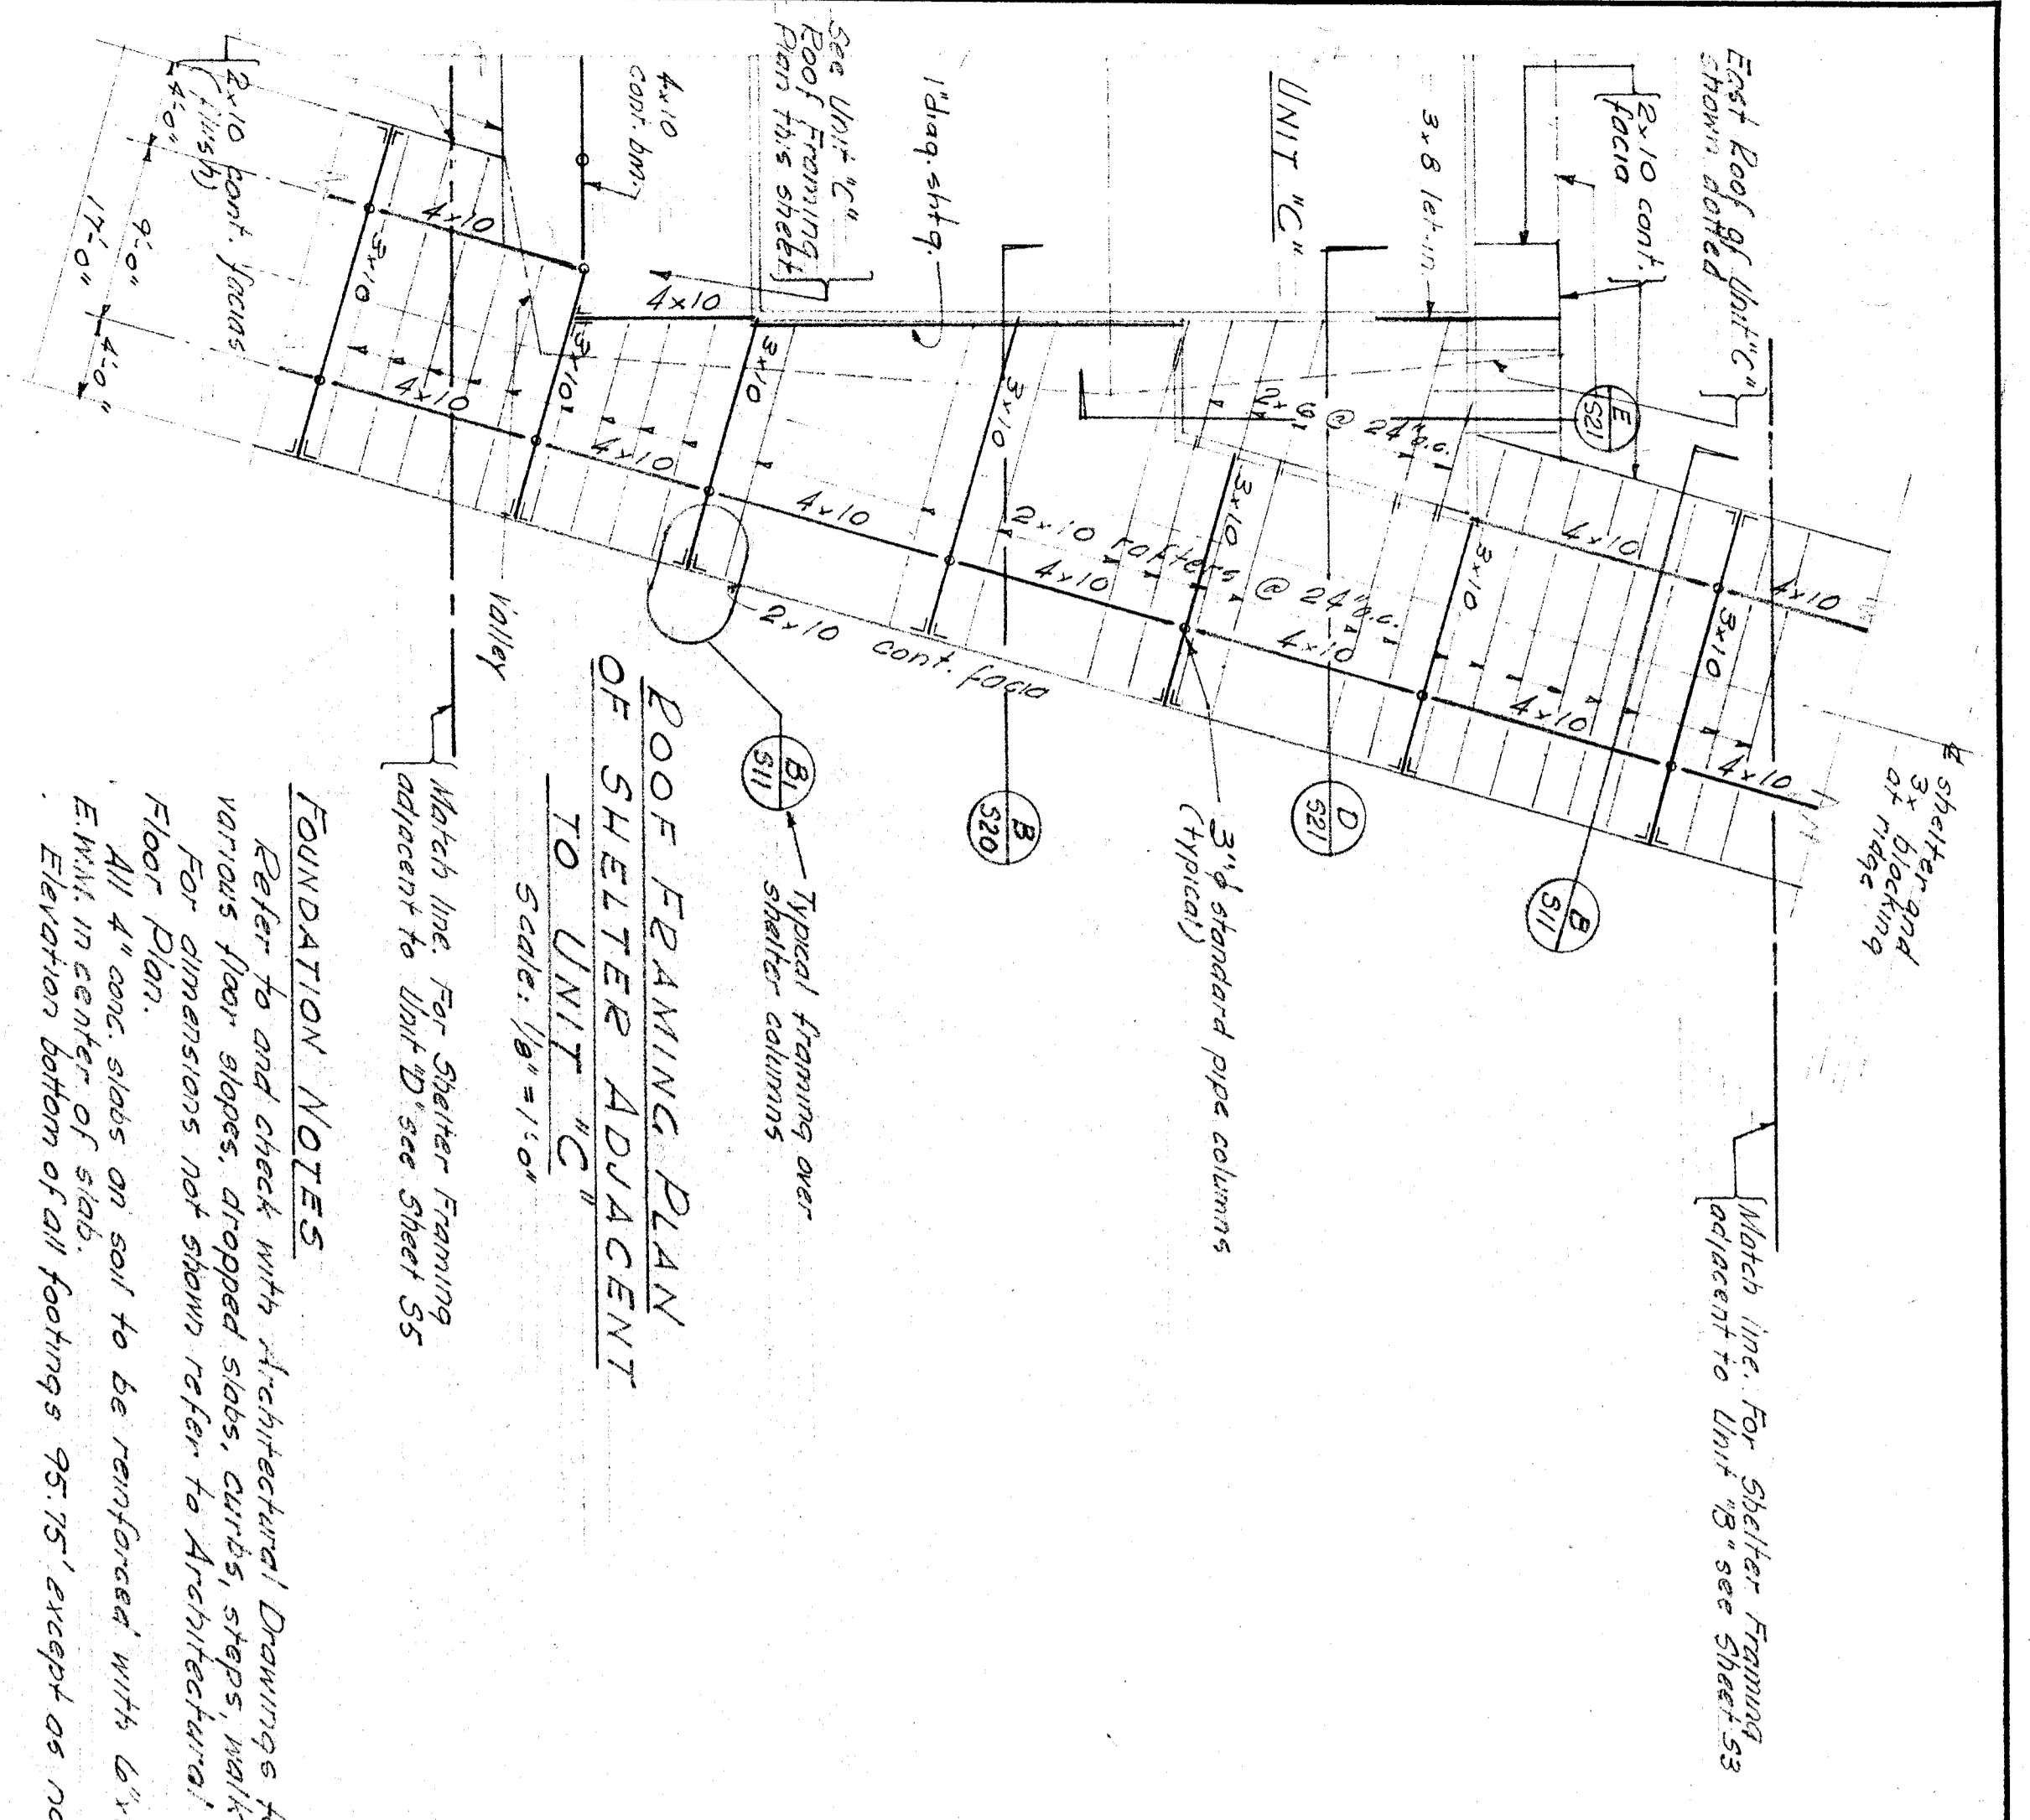 East Roof of Unit "C"
shown dotted
2x10 cont.
facia
3x8 let-in
UNIT "C"
1" diag. shtg.
See Unit "C"
Roof Framing
Plan this sheet
4x10
cont. bm.
2x10 cont. facias
(flush)
4'-0"
9'-0"
4'-0"
17'-0"
4x10
3x10
4x10
4x10
3x10
4x10
3x10
4x10
3x10
4x10
3x10
4x10
3x10
4x10
4x10
4x10
3x10
4x10
2x6 @ 24" o.c.
2x10 rafters @ 24" o.c.
2x10 cont. facia
Valley
E
S21
B
S11
D
S21
B
S20
B1
S11
℄ shelter and
3x blocking
at ridge
3"ϕ standard pipe columns
(typical)
Typical framing over
shelter columns
Match line. For Shelter Framing
adjacent to Unit "B" see Sheet S3
ROOF FRAMING PLAN
OF SHELTER ADJACENT
TO UNIT "C"
Scale: 1/8" = 1'-0"
Match line. For Shelter Framing
adjacent to Unit "D" see Sheet S5
FOUNDATION NOTES
Refer to and check with Architectural Drawings
various floor slopes, dropped slabs, curbs, steps, walk
For dimensions not shown refer to Architectural
Floor Plan.
All 4" conc. slabs on soil to be reinforced with 6"x
E.W.M. in center of slab.
Elevation bottom of all footings 95.75' except as